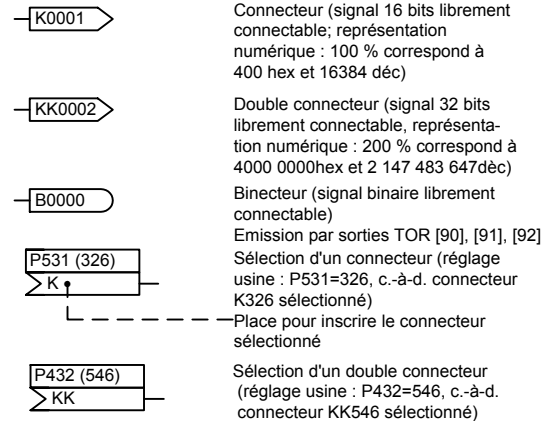 K0001
Connecteur (signal 16 bits librement
connectable; représentation
numérique : 100 % correspond à
400 hex et 16384 déc)
KK0002
Double connecteur (signal 32 bits
librement connectable, représenta-
tion numérique : 200 % correspond à
4000 0000hex et 2 147 483 647dèc)
B0000
Binecteur (signal binaire librement
connectable)
Emission par sorties TOR [90], [91], [92]
P531 (326)
K
Sélection d'un connecteur (réglage
usine : P531=326, c.-à-d. connecteur
K326 sélectionné)
Place pour inscrire le connecteur
sélectionné
P432 (546)
KK
Sélection d'un double connecteur
(réglage usine : P432=546, c.-à-d.
connecteur KK546 sélectionné)